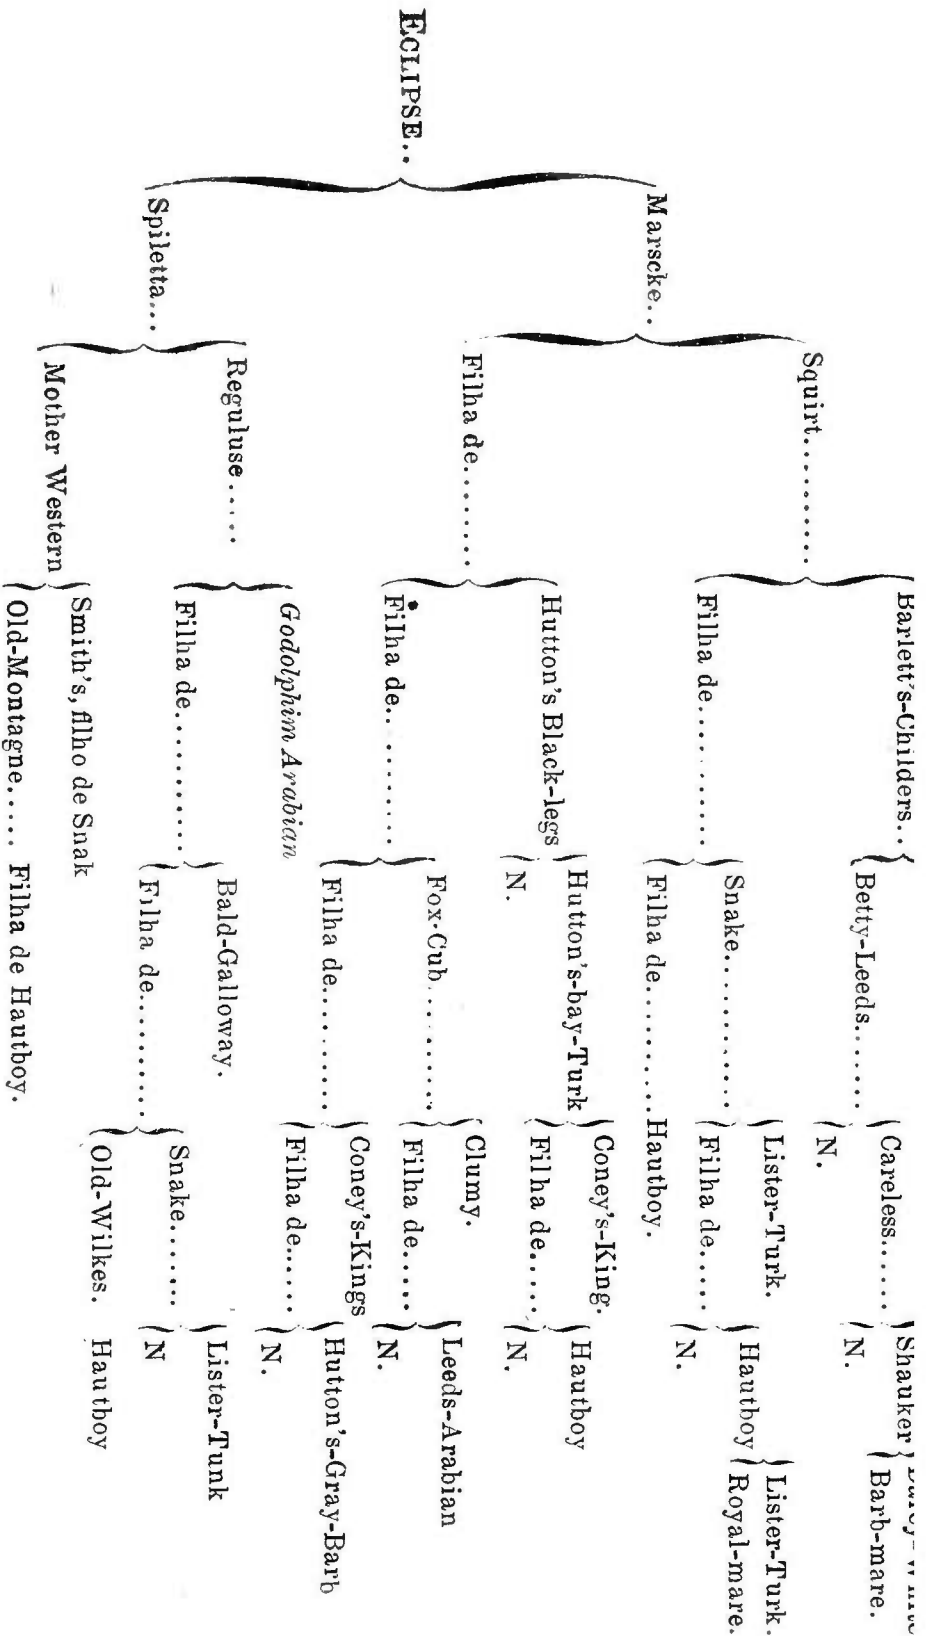 Barlett's-Childers..
Shauker
Careless......
Barb-mare.
Betty-Leeds......
N.
N.
Squirt.........
Lister-Turk.
Lister-Turk.
Snake...........
Hautboy
Royal-mare.
Filha de..........
Filha de......
N.
Marscke..
Filha de..........Hautboy.
Coney's-King.
Hutton's-bay-Turk
Hautboy
Hutton's Black-legs
Filha de.....
N.
N.
Filha de........
Clumy.
Leeds-Arabian
Fox-Cub.........
Filha de.....
N.
ECLIPSE..
Filha de..........
Coney's-Kings
Hutton's-Gray-Barb
Filha de.........
Filha de......
N.
Godolphim Arabian
Reguluse.....
Bald-Galloway.
Lister-Tunk
Filha de..........
Snake......
N
Spiletta...
Filha de.........
Old-Wilkes. Hautboy
Smith's, filho de Snak
Mother Western
Old-Montagne..... Filha de Hautboy.